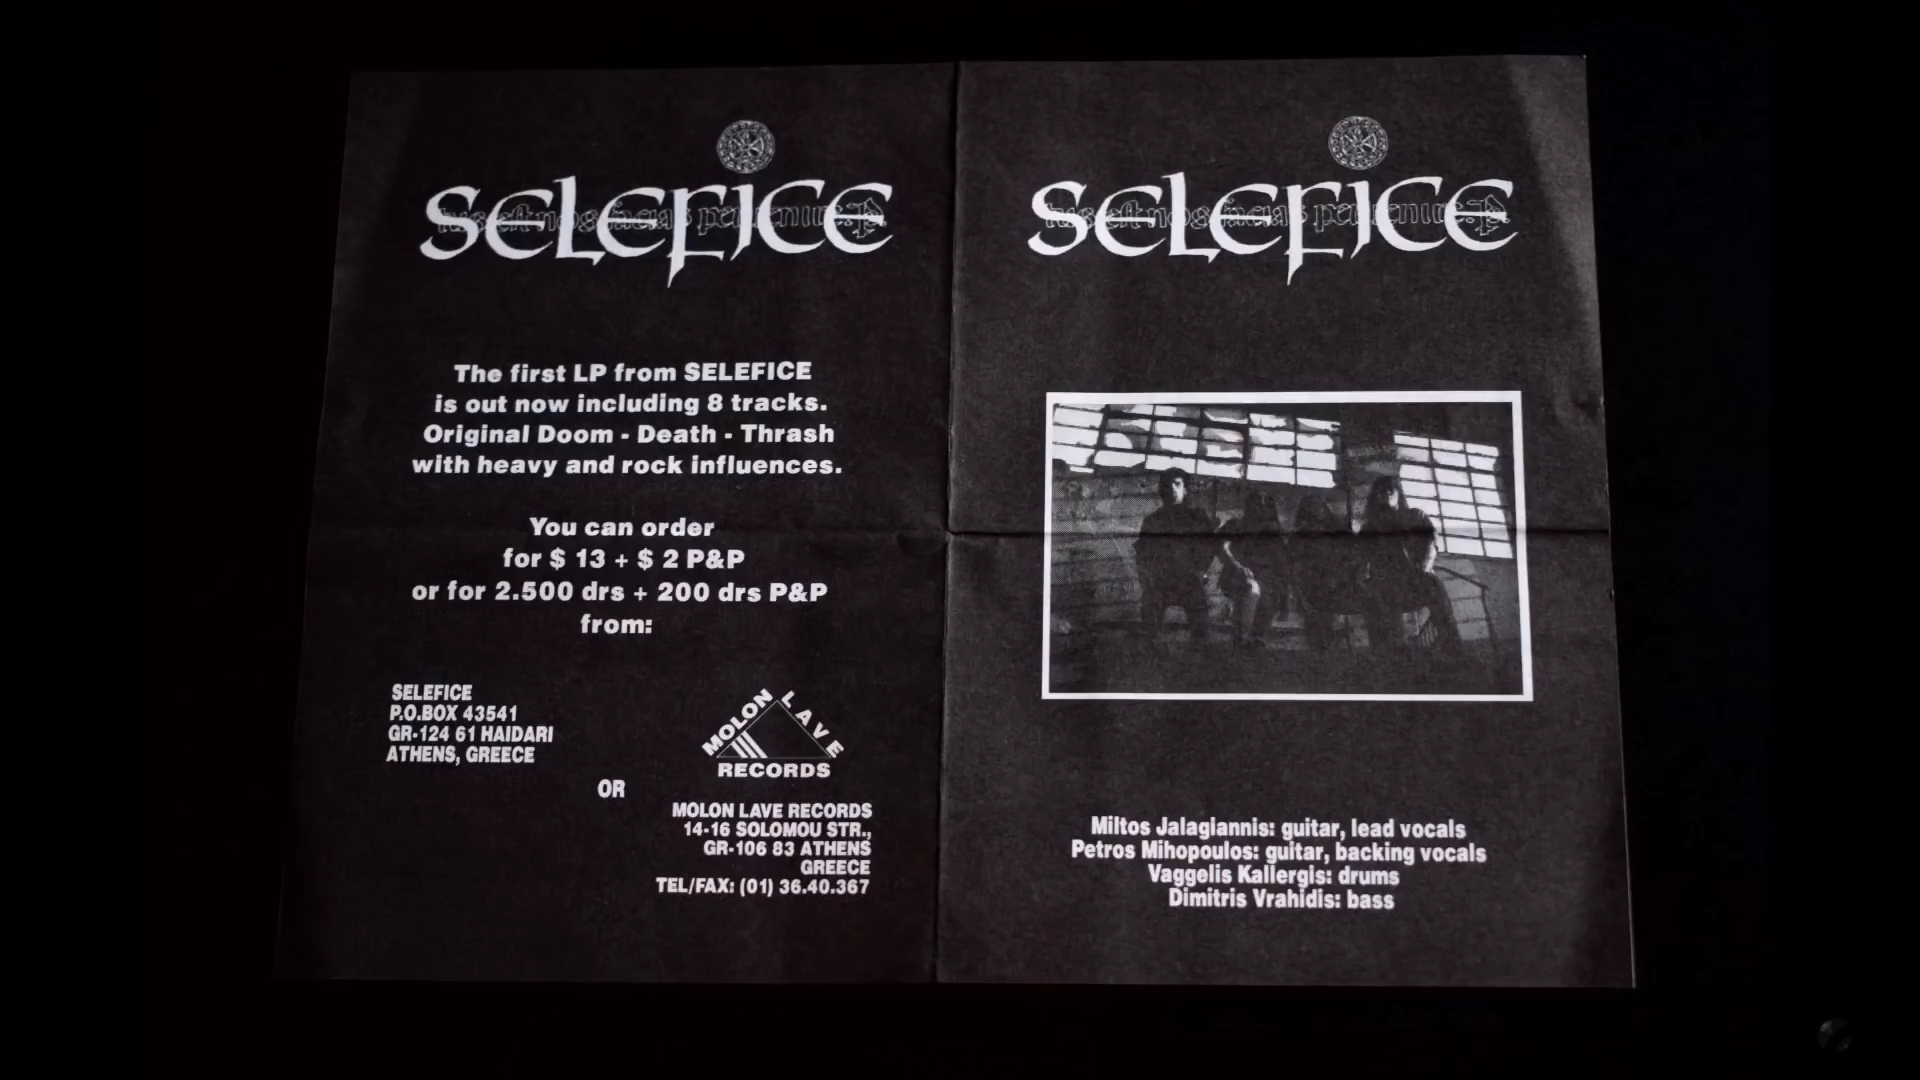 SELEFICE
The first LP from SELEFICE
is out now including 8 tracks.
Original Doom - Death - Thrash
with heavy and rock influences.
You can order
for $ 13 + $ 2 P&P
or for 2.500 drs + 200 drs P&P
from:
SELEFICE
P.O.BOX 43541
GR-124 61 HAIDARI
ATHENS, GREECE
OR
MOLON LAVE
RECORDS
MOLON LAVE RECORDS
14-16 SOLOMOU STR.,
GR-106 83 ATHENS
GREECE
TEL/FAX: (01) 36.40.367
SELEFICE
Miltos Jalagiannis: guitar, lead vocals
Petros Mihopoulos: guitar, backing vocals
Vaggelis Kallergis: drums
Dimitris Vrahidis: bass